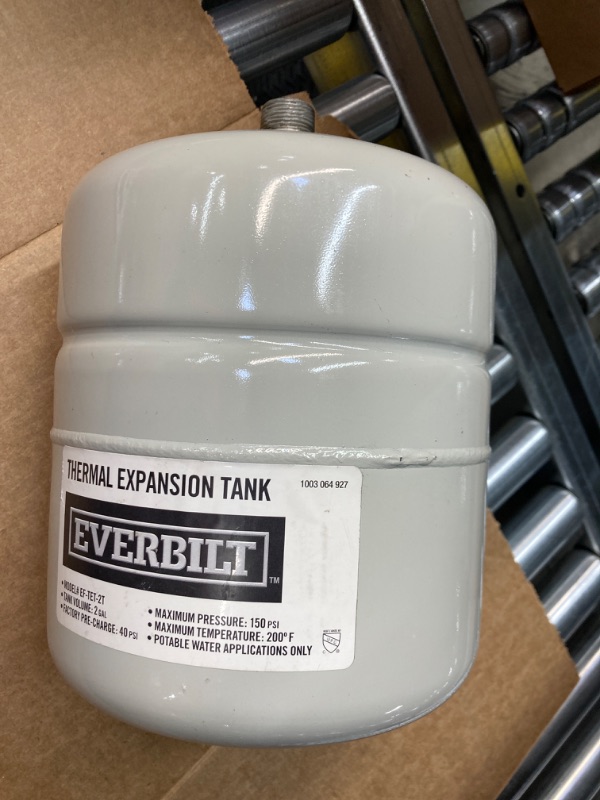 THERMAL EXPANSION TANK
1003 064 927
EVERBILT
TM
• MODEL# EF-TET-2T
• TANK VOLUME: 2 GAL
• FACTORY PRE-CHARGE: 40 PSI
• MAXIMUM PRESSURE: 150 PSI
• MAXIMUM TEMPERATURE: 200° F
• POTABLE WATER APPLICATIONS ONLY